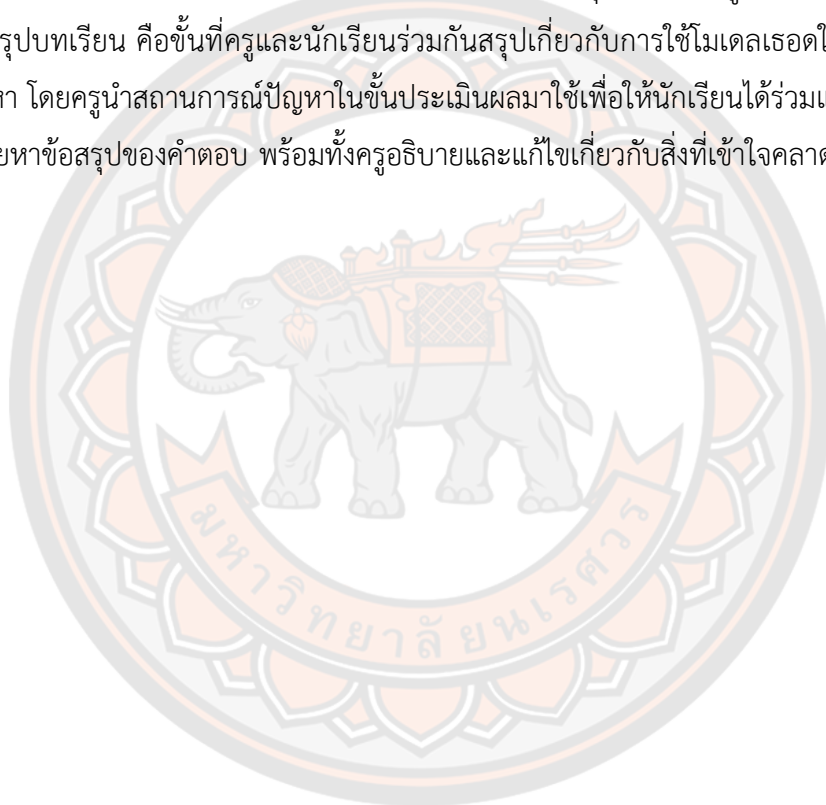 รุปบทเรียน คือขั้นที่ครูและนักเรียนร่วมกันสรุปเกี่ยวกับการใช้โมเดลเธอดใ
หา โดยครูนำสถานการณ์ปัญหาในขั้นประเมินผลมาใช้เพื่อให้นักเรียนได้ร่วมแ
ยหาข้อสรุปของคำตอบ พร้อมทั้งครูอธิบายและแก้ไขเกี่ยวกับสิ่งที่เข้าใจคลาด
มหาวิทยาลัยนเรศวร